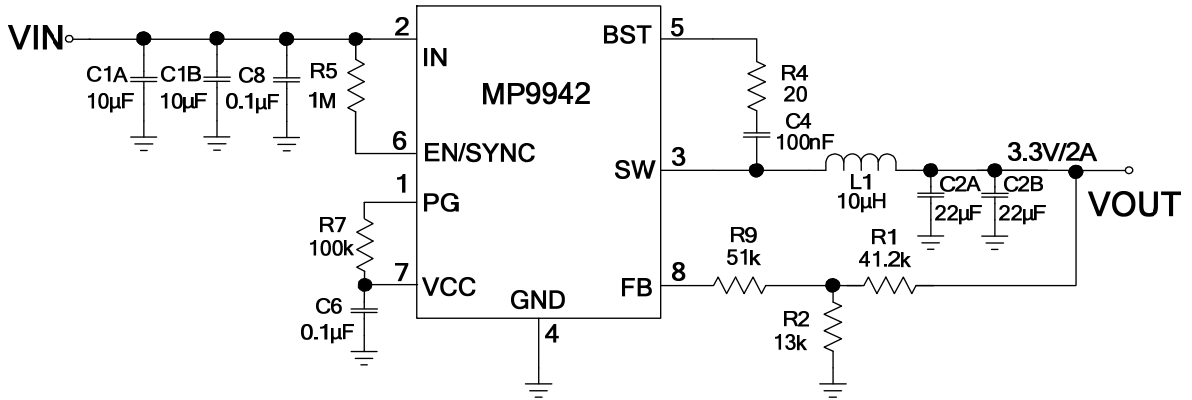 VIN
C1A
10µF
C1B
10µF
C8
0.1µF
R5
1M
2
IN
6
EN/SYNC
1
PG
R7
100k
7
VCC
C6
0.1µF
MP9942
GND
4
BST
5
R4
20
C4
100nF
SW
3
L1
10µH
3.3V/2A
C2A
22µF
C2B
22µF
VOUT
FB
8
R9
51k
R1
41.2k
R2
13k